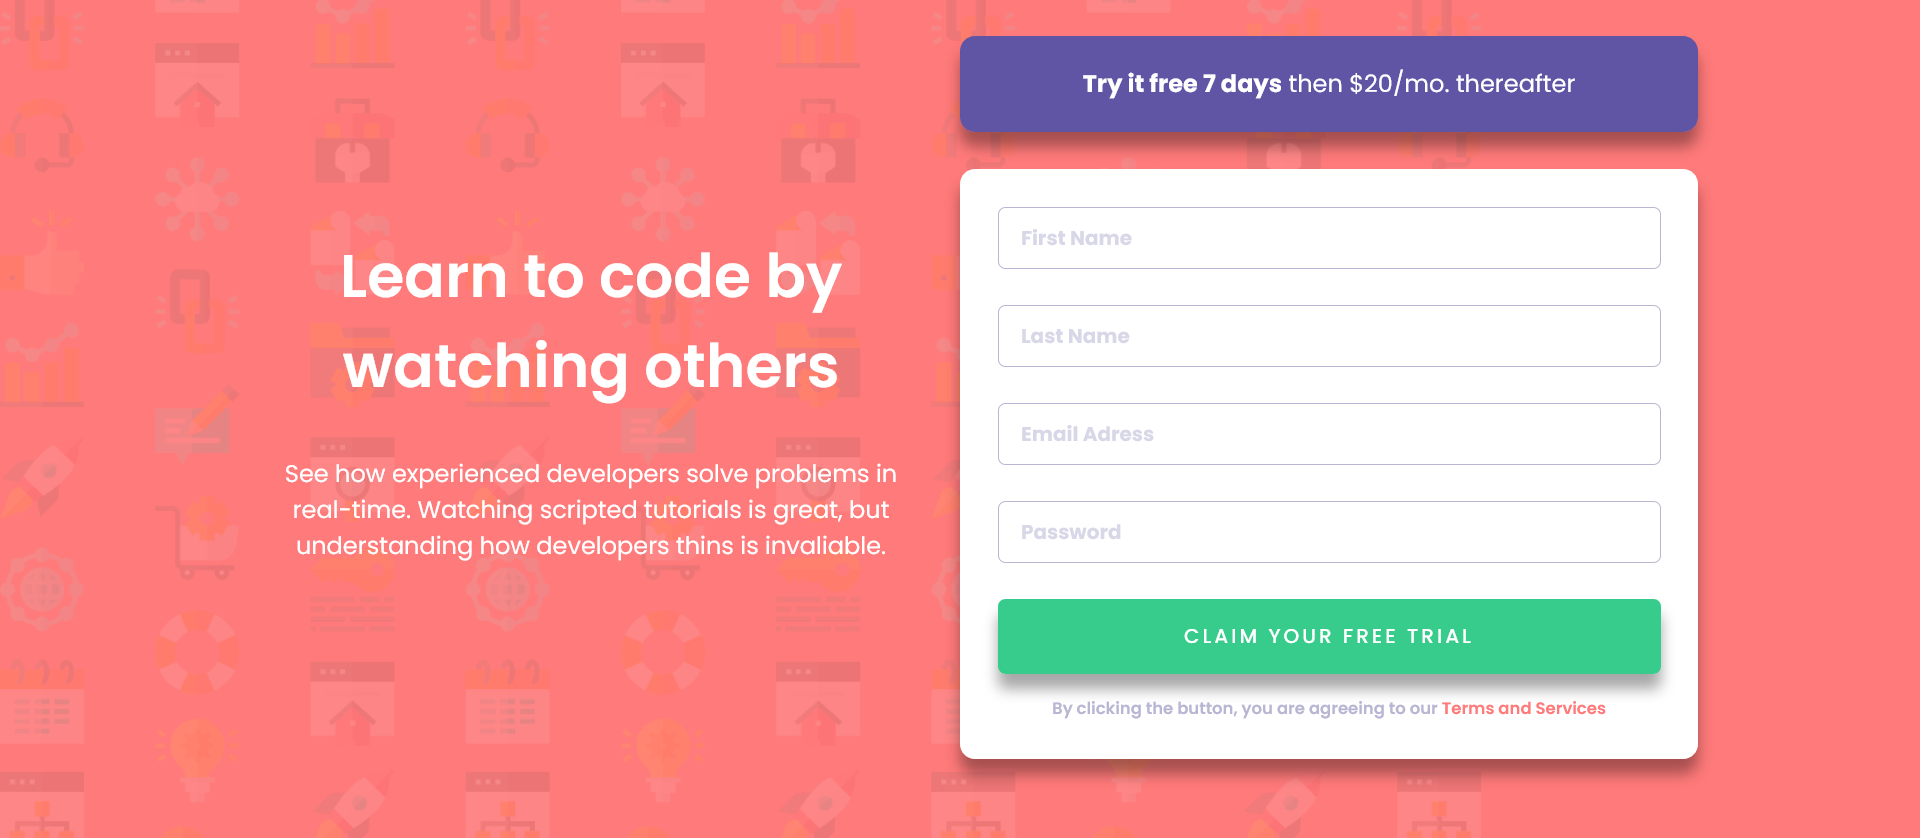 Learn to code by
watching others
See how experienced developers solve problems in
real-time. Watching scripted tutorials is great, but
understanding how developers thins is invaliable.
Try it free 7 days then $20/mo. thereafter
First Name
Last Name
Email Adress
Password
CLAIM YOUR FREE TRIAL
By clicking the button, you are agreeing to our Terms and Services